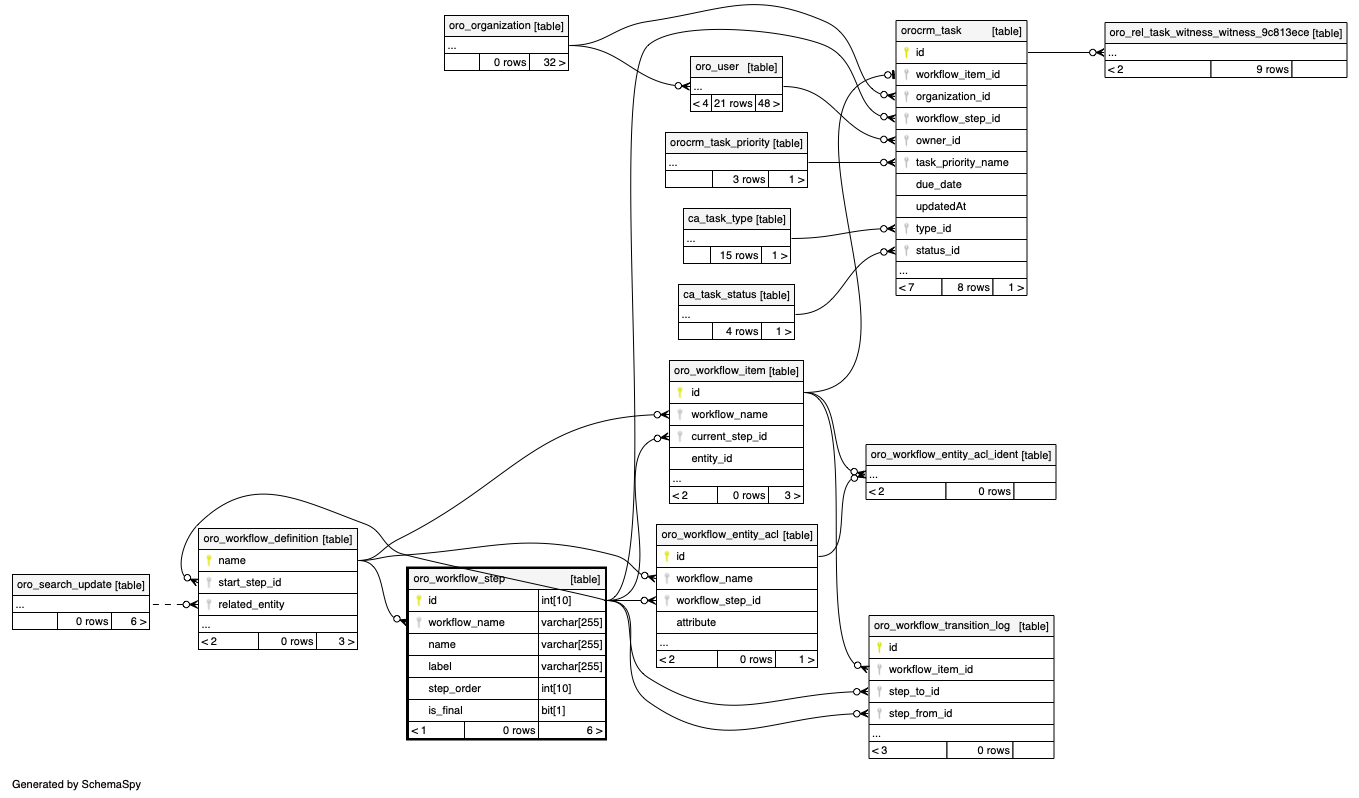 oro_organization [table]
...
0 rows 32 >
oro_user [table]
...
< 4 21 rows 48 >
orocrm_task_priority [table]
...
3 rows 1 >
ca_task_type [table]
...
15 rows 1 >
ca_task_status [table]
...
4 rows 1 >
orocrm_task [table]
id
workflow_item_id
organization_id
workflow_step_id
owner_id
task_priority_name
due_date
updatedAt
type_id
status_id
...
< 7 8 rows 1 >
oro_rel_task_witness_witness_9c813ece [table]
...
< 2 9 rows
oro_workflow_item [table]
id
workflow_name
current_step_id
entity_id
...
< 2 0 rows 3 >
oro_workflow_entity_acl_ident [table]
...
< 2 0 rows
oro_search_update [table]
...
0 rows 6 >
oro_workflow_definition [table]
name
start_step_id
related_entity
...
< 2 0 rows 3 >
oro_workflow_step [table]
id int[10]
workflow_name varchar[255]
name varchar[255]
label varchar[255]
step_order int[10]
is_final bit[1]
< 1 0 rows 6 >
oro_workflow_entity_acl [table]
id
workflow_name
workflow_step_id
attribute
...
< 2 0 rows 1 >
oro_workflow_transition_log [table]
id
workflow_item_id
step_to_id
step_from_id
...
< 3 0 rows
Generated by SchemaSpy